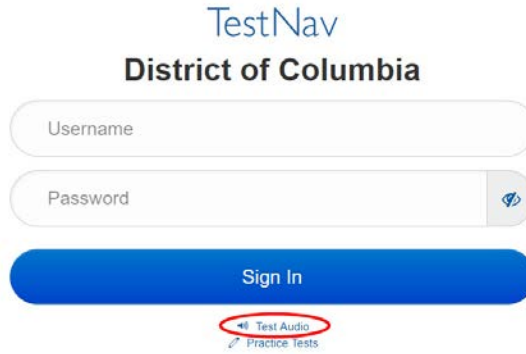 TestNav
District of Columbia
Username
Password
Sign In
Test Audio
Practice Tests